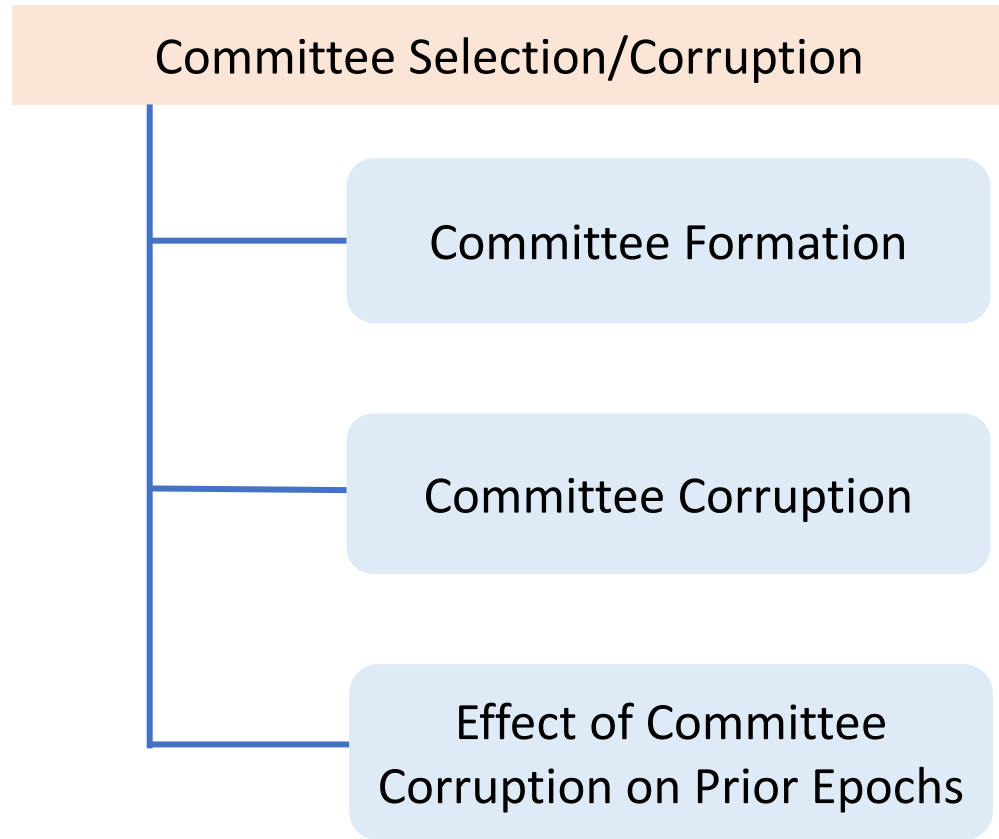 Committee Selection/Corruption
Committee Formation
Committee Corruption
Effect of Committee
Corruption on Prior Epochs